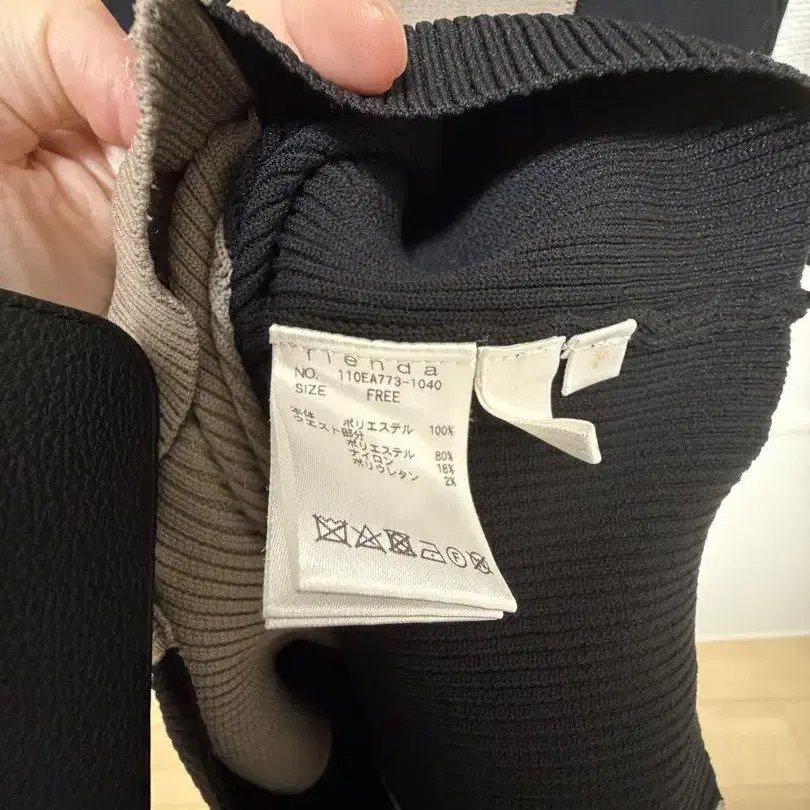 rienda
NO. 110EA773-1040
SIZE FREE
本体 ポリエステル 100%
ウエスト部分
ポリエステル 80%
ナイロン 18%
ポリウレタン 2%